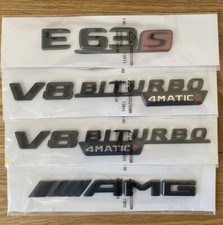 E 63 S
V8 BITURBO
4MATIC+
V8 BITURBO
4MATIC+
AMG